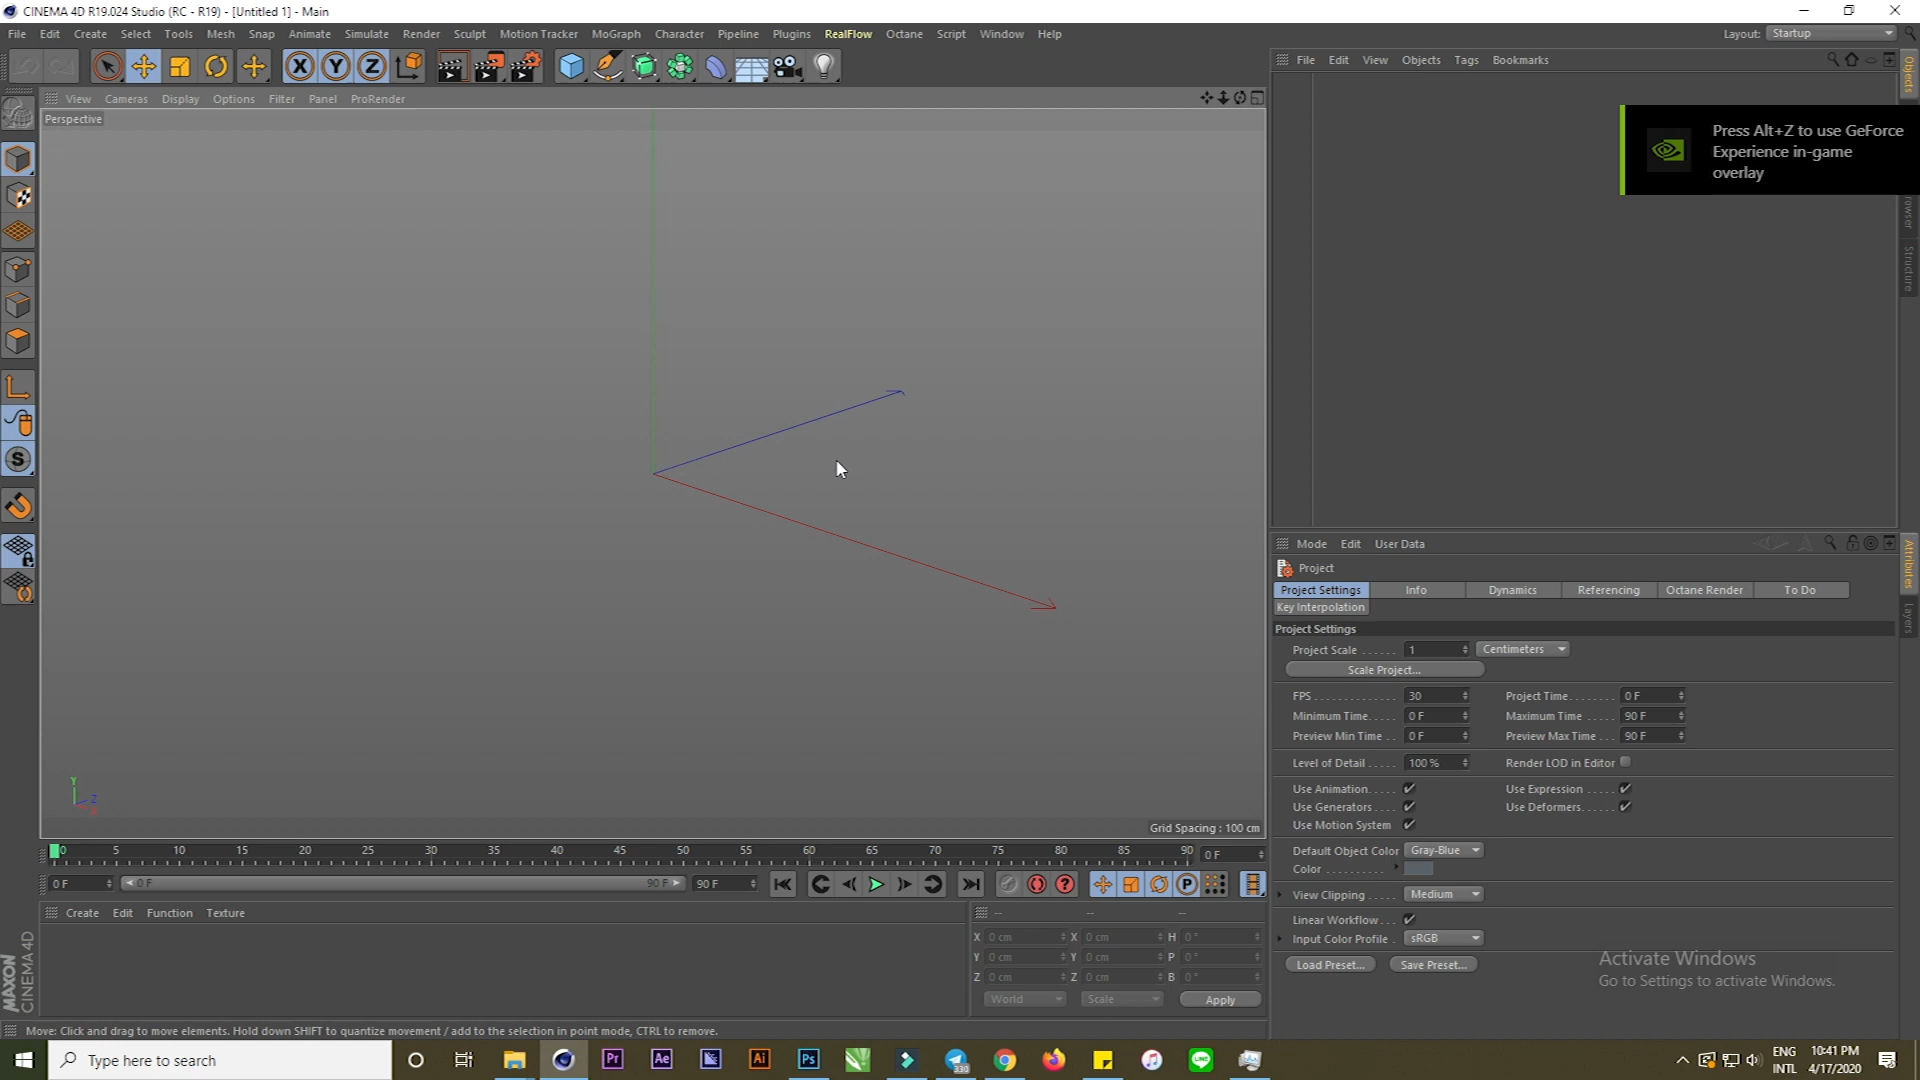 CINEMA 4D R19.024 Studio (RC - R19) - [Untitled 1] - Main
File Edit Create Select Tools Mesh Snap Animate Simulate Render Sculpt Motion Tracker MoGraph Character Pipeline Plugins RealFlow Octane Script Window Help Layout: Startup
X Y Z
File Edit View Objects Tags Bookmarks
Objects
View Cameras Display Options Filter Panel ProRender
Perspective
Press Alt+Z to use GeForce
Experience in-game
overlay
Structure
S
Mode Edit User Data
Attributes
Layers
Project
Project Settings Info Dynamics Referencing Octane Render To Do
Key Interpolation
Project Settings
Project Scale ...... 1 Centimeters
Scale Project...
FPS ............. 30 Project Time....... 0 F
Minimum Time..... 0 F Maximum Time ..... 90 F
Preview Min Time .. 0 F Preview Max Time ... 90 F
Level of Detail ..... 100 % Render LOD in Editor
Use Animation..... Use Expression .....
Use Generators.... Use Deformers......
Use Motion System
Default Object Color Gray-Blue
Color ..........
View Clipping ..... Medium
Linear Workflow...
Input Color Profile . sRGB
Load Preset... Save Preset...
Activate Windows
Go to Settings to activate Windows.
Y
Z
X
Grid Spacing : 100 cm
0 5 10 15 20 25 30 35 40 45 50 55 60 65 70 75 80 85 90 0 F
0 F 0 F 90 F 90 F P
Create Edit Function Texture
-- -- --
X 0 cm X 0 cm H 0 °
Y 0 cm Y 0 cm P 0 °
Z 0 cm Z 0 cm B 0 °
World Scale Apply
MAXON
CINEMA 4D
Move: Click and drag to move elements. Hold down SHIFT to quantize movement / add to the selection in point mode, CTRL to remove.
Type here to search
Pr Ae Ai Ps 330 LINE
ENG
INTL
10:41 PM
4/17/2020